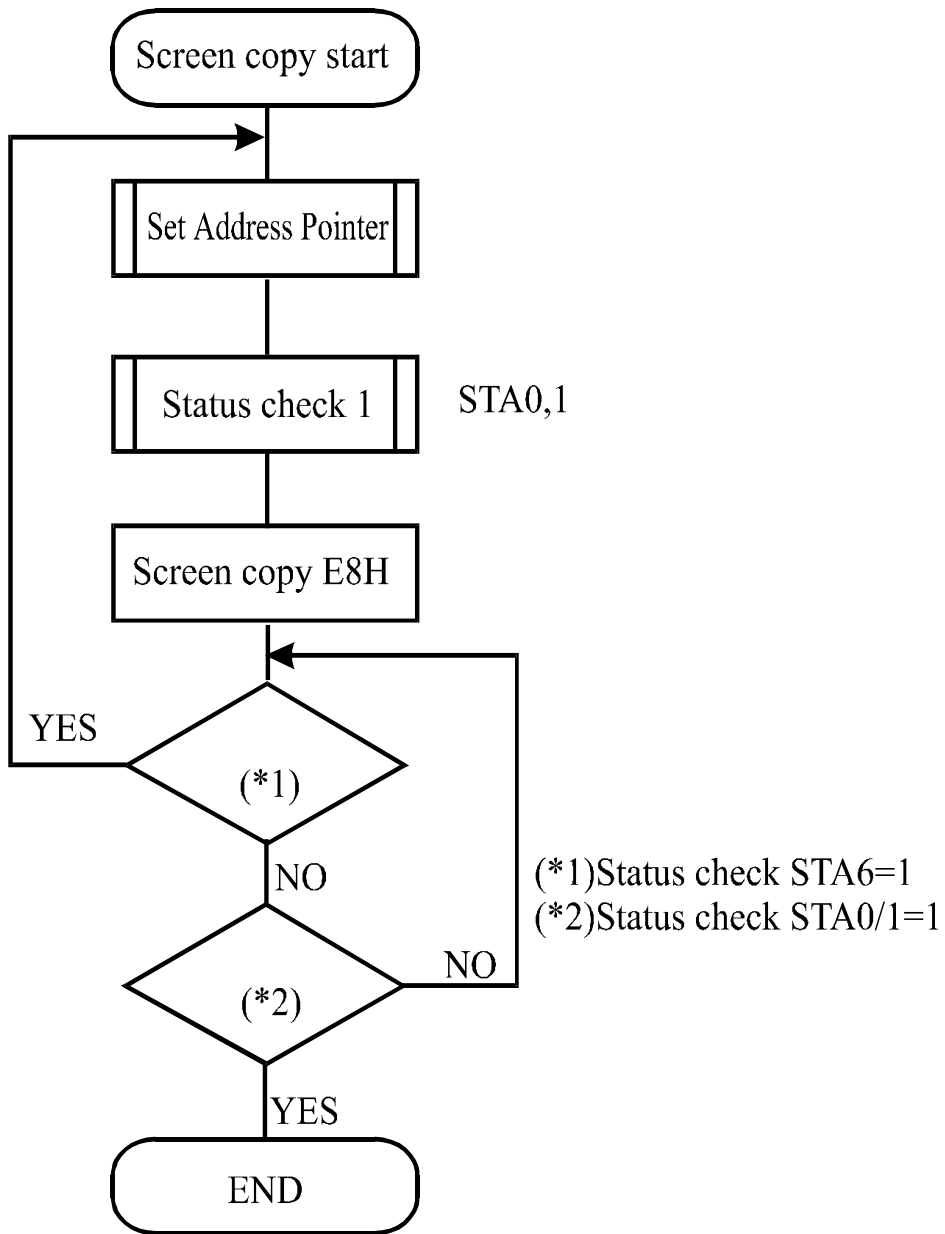 Screen copy start
Set Address Pointer
Status check 1
STA0,1
Screen copy E8H
YES
(*1)
NO
(*1)Status check STA6=1
(*2)Status check STA0/1=1
NO
(*2)
YES
END